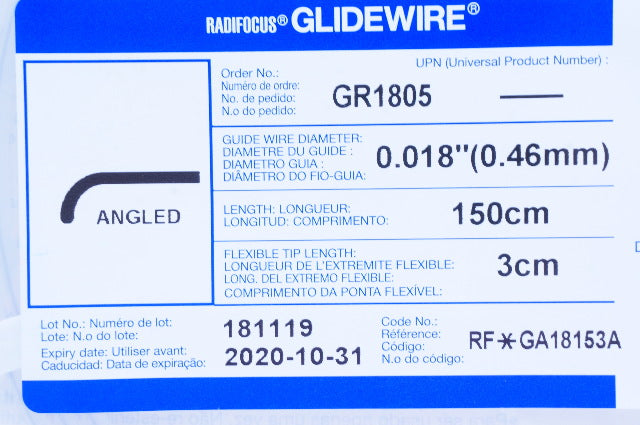 RADIFOCUS® GLIDEWIRE®
UPN (Universal Product Number) :
Order No.:
Numéro de ordre:
No. de pedido:
N.o do pedido:
GR1805
ANGLED
GUIDE WIRE DIAMETER:
DIAMETRE DU GUIDE :
DIAMETRO GUIA :
DIÂMETRO DO FIO-GUIA:
0.018"(0.46mm)
LENGTH: LONGUEUR:
LONGITUD: COMPRIMENTO:
150cm
FLEXIBLE TIP LENGTH:
LONGUEUR DE L'EXTREMITE FLEXIBLE:
LONG. DEL EXTREMO FLEXIBLE:
COMPRIMENTO DA PONTA FLEXÍVEL:
3cm
Lot No.: Numéro de lot:
Lote: N.o do lote:
181119
Expiry date: Utiliser avant:
Caducidad: Data de expiração:
2020-10-31
Code No.:
Référence:
Código:
N.o do código:
RF*GA18153A